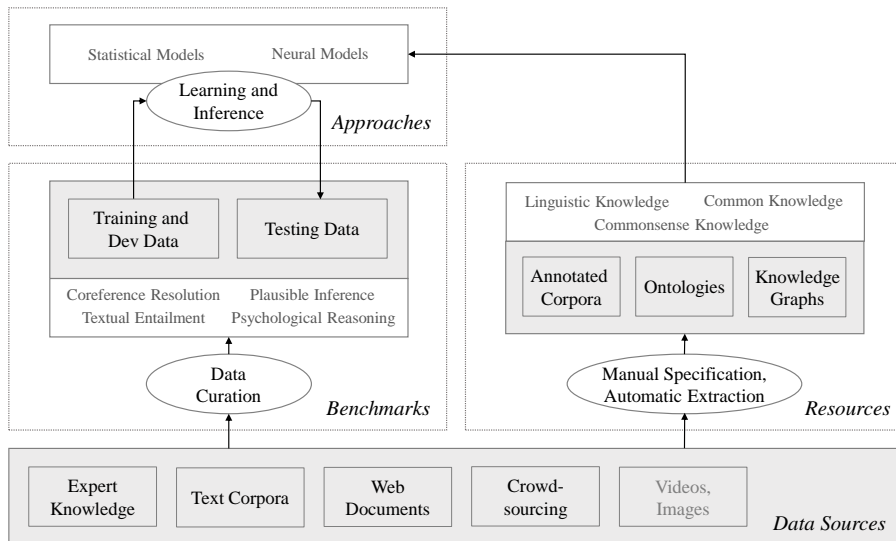 Statistical Models
Neural Models
Learning and
Inference
Approaches
Training and
Dev Data
Testing Data
Coreference Resolution
Plausible Inference
Textual Entailment
Psychological Reasoning
Data
Curation
Benchmarks
Linguistic Knowledge
Common Knowledge
Commonsense Knowledge
Annotated
Corpora
Ontologies
Knowledge
Graphs
Manual Specification,
Automatic Extraction
Resources
Expert
Knowledge
Text Corpora
Web
Documents
Crowd-
sourcing
Videos,
Images
Data Sources